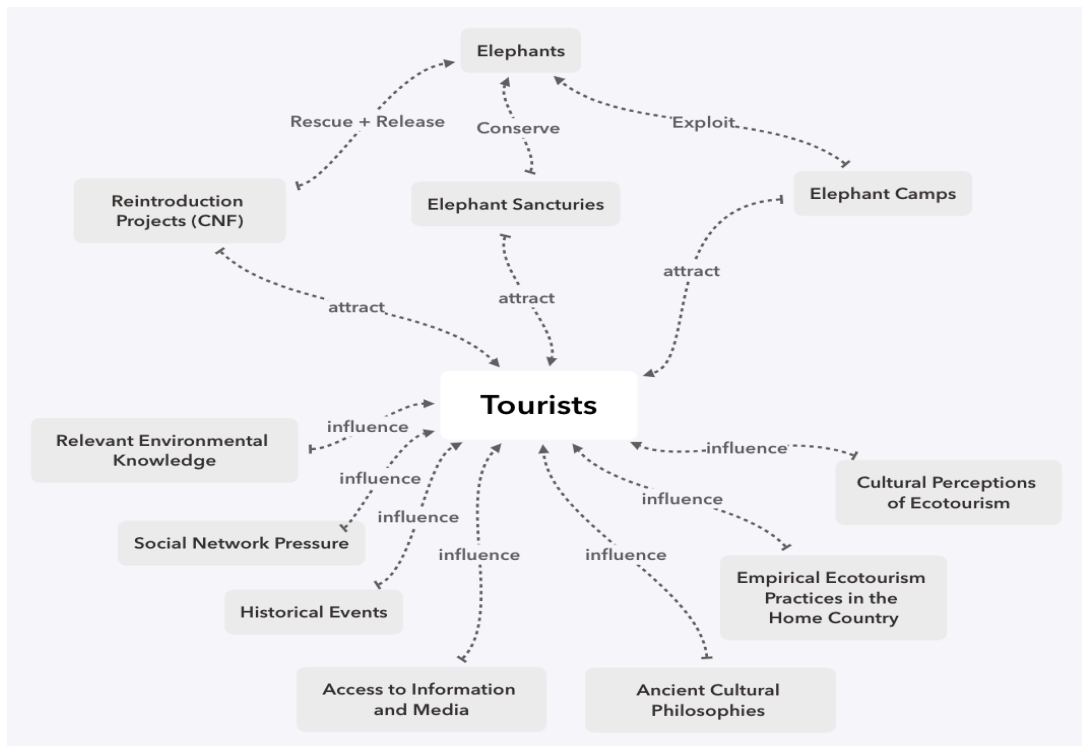 Elephants
Rescue + Release
Conserve
Exploit
Reintroduction
Projects (CNF)
Elephant Sancturies
Elephant Camps
attract
attract
attract
Tourists
Relevant Environmental
Knowledge
influence
influence
Cultural Perceptions
of Ecotourism
influence
influence
Social Network Pressure
influence
influence
influence
Empirical Ecotourism
Practices in the
Home Country
Historical Events
Access to Information
and Media
Ancient Cultural
Philosophies